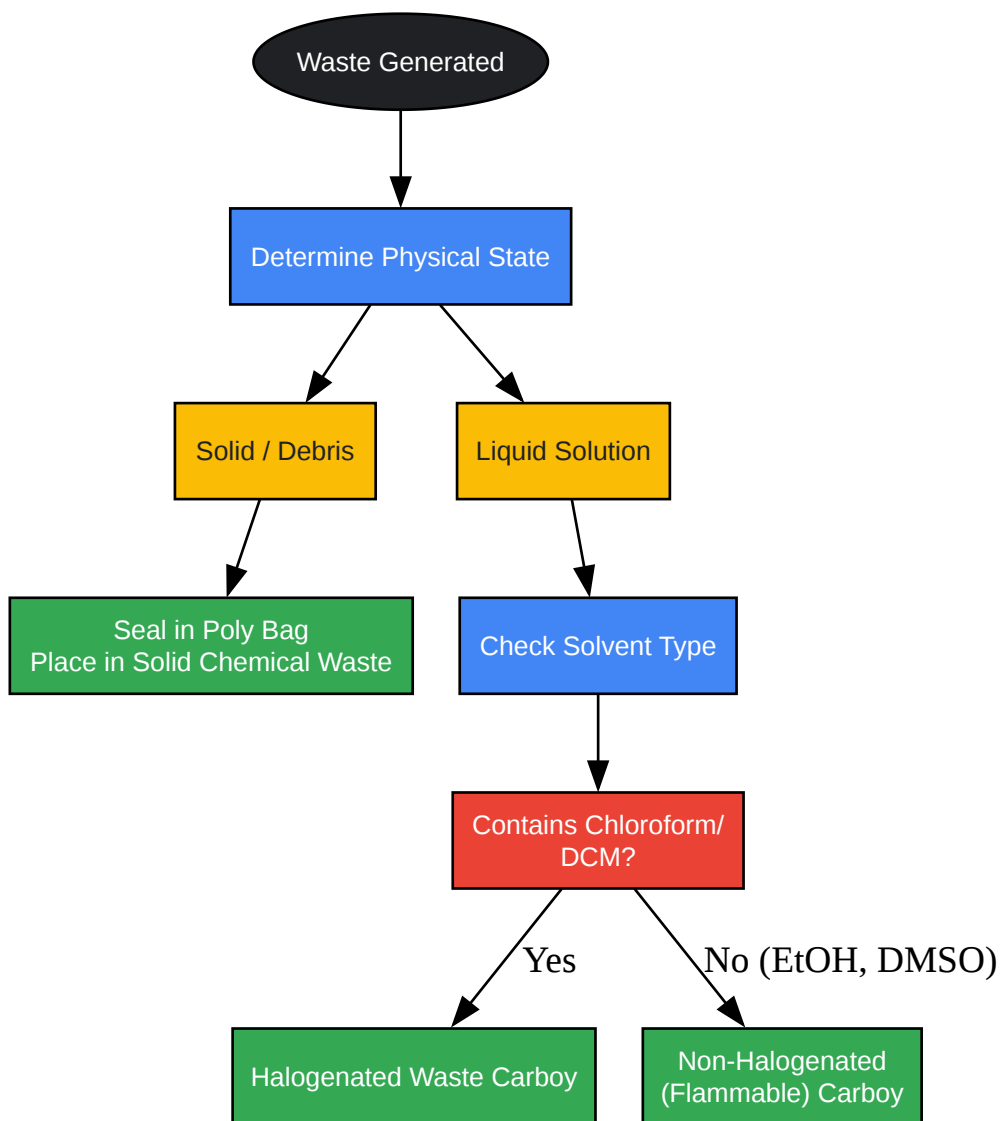 Waste Generated
Determine Physical State
Solid / Debris
Liquid Solution
Seal in Poly Bag
Place in Solid Chemical Waste
Check Solvent Type
Contains Chloroform/
DCM?
Yes
No (EtOH, DMSO)
Halogenated Waste Carboy
Non-Halogenated
(Flammable) Carboy